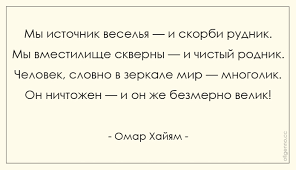 Мы источник веселья — и скорби рудник.
Мы вместилище скверны — и чистый родник.
Человек, словно в зеркале мир — многолик.
Он ничтожен — и он же безмерно велик!
- Омар Хайям -